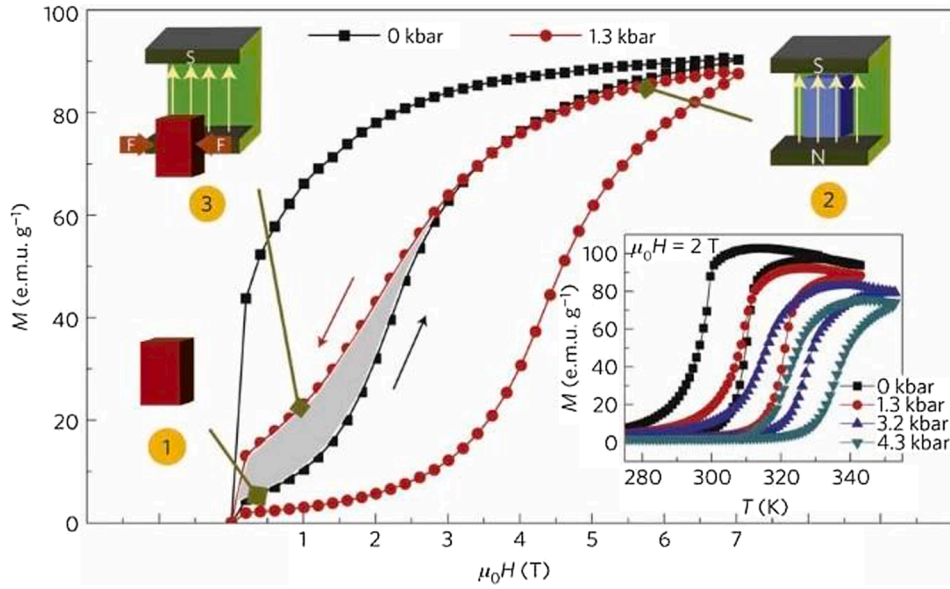 100
80
60
40
20
0
M (e.m.u. g⁻¹)
0 kbar
1.3 kbar
S
F
F
3
S
N
2
1
μ₀H = 2 T
100
80
60
40
20
0
M (e.m.u. g⁻¹)
0 kbar
1.3 kbar
3.2 kbar
4.3 kbar
280
300
320
340
T (K)
1
2
3
4
5
6
7
μ₀H (T)